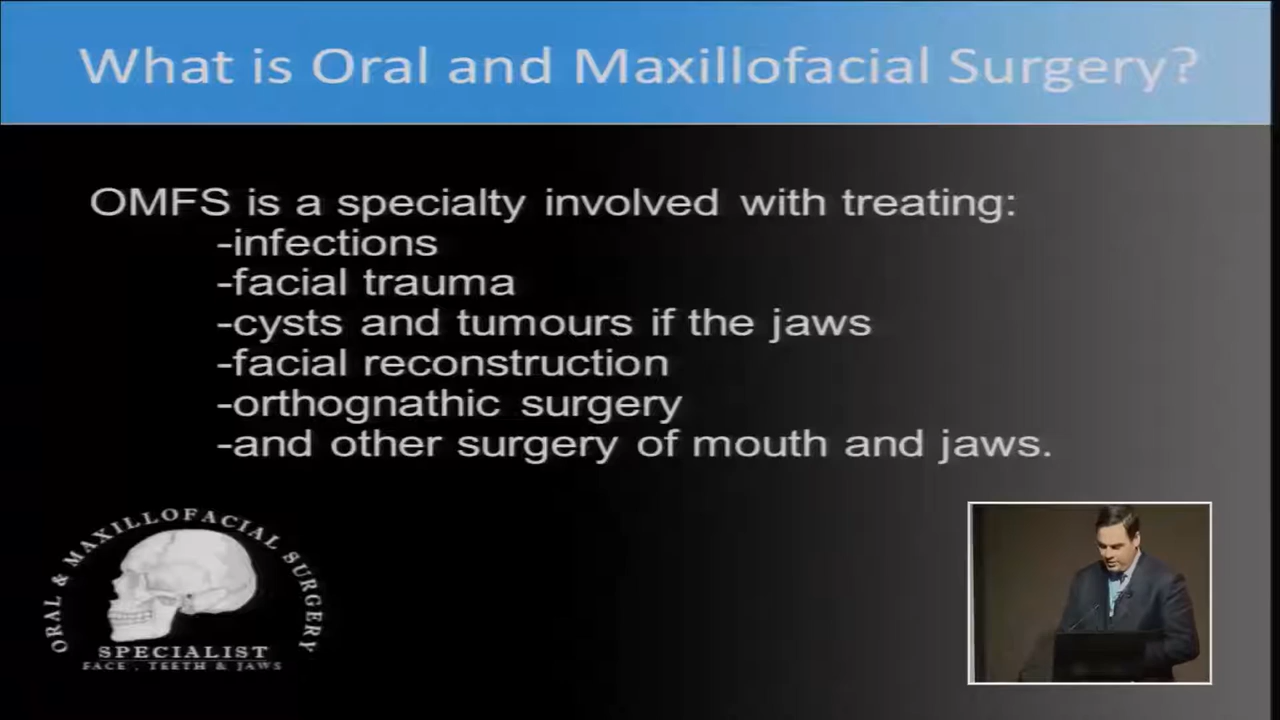 What is Oral and Maxillofacial Surgery?
OMFS is a specialty involved with treating:
-infections
-facial trauma
-cysts and tumours if the jaws
-facial reconstruction
-orthognathic surgery
-and other surgery of mouth and jaws.
ORAL & MAXILLOFACIAL SURGERY
SPECIALIST
FACE , TEETH & JAWS